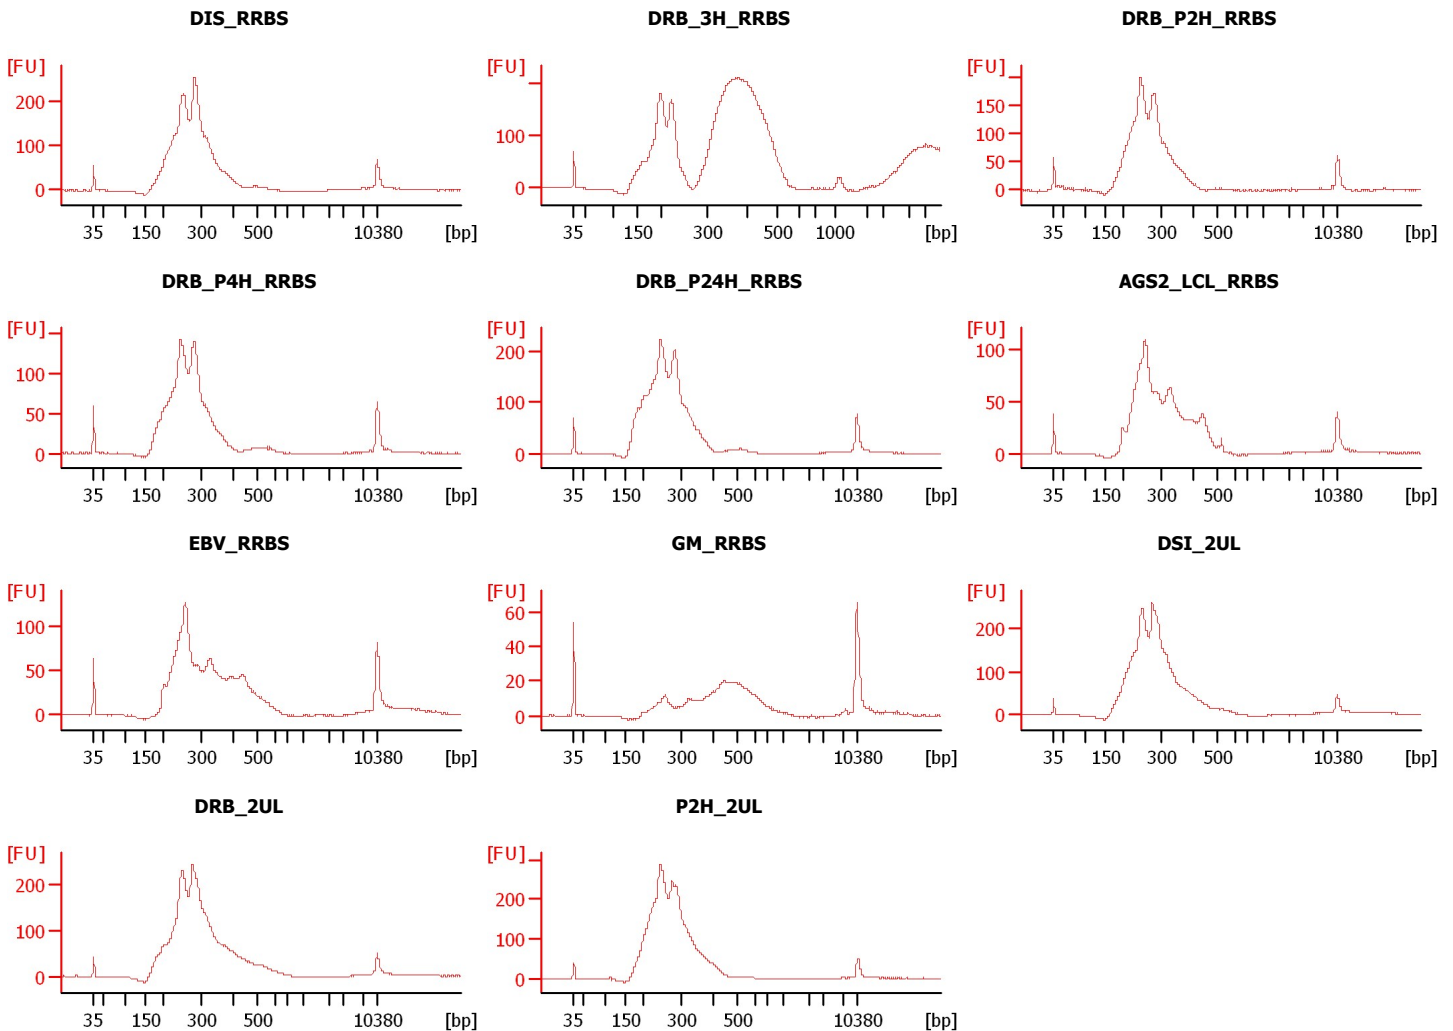 DIS_RRBS
[FU]
200
100
0
35 150 300 500 10380 [bp]
DRB_3H_RRBS
[FU]
100
0
35 150 300 500 1000 [bp]
DRB_P2H_RRBS
[FU]
150
100
50
0
35 150 300 500 10380 [bp]
DRB_P4H_RRBS
[FU]
100
50
0
35 150 300 500 10380 [bp]
DRB_P24H_RRBS
[FU]
200
100
0
35 150 300 500 10380 [bp]
AGS2_LCL_RRBS
[FU]
100
50
0
35 150 300 500 10380 [bp]
EBV_RRBS
[FU]
100
50
0
35 150 300 500 10380 [bp]
GM_RRBS
[FU]
60
40
20
0
35 150 300 500 10380 [bp]
DSI_2UL
[FU]
200
100
0
35 150 300 500 10380 [bp]
DRB_2UL
[FU]
200
100
0
35 150 300 500 10380 [bp]
P2H_2UL
[FU]
200
100
0
35 150 300 500 10380 [bp]